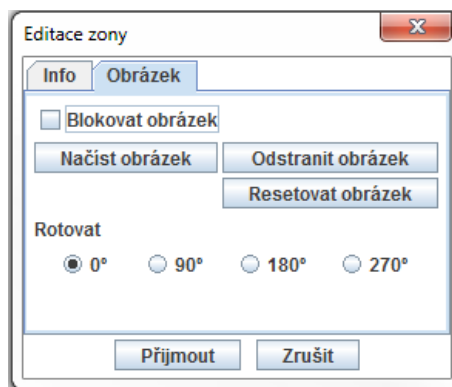 Editace zony
Info Obrázek
Blokovat obrázek
Načíst obrázek Odstranit obrázek
Resetovat obrázek
Rotovat
0° 90° 180° 270°
Přijmout Zrušit